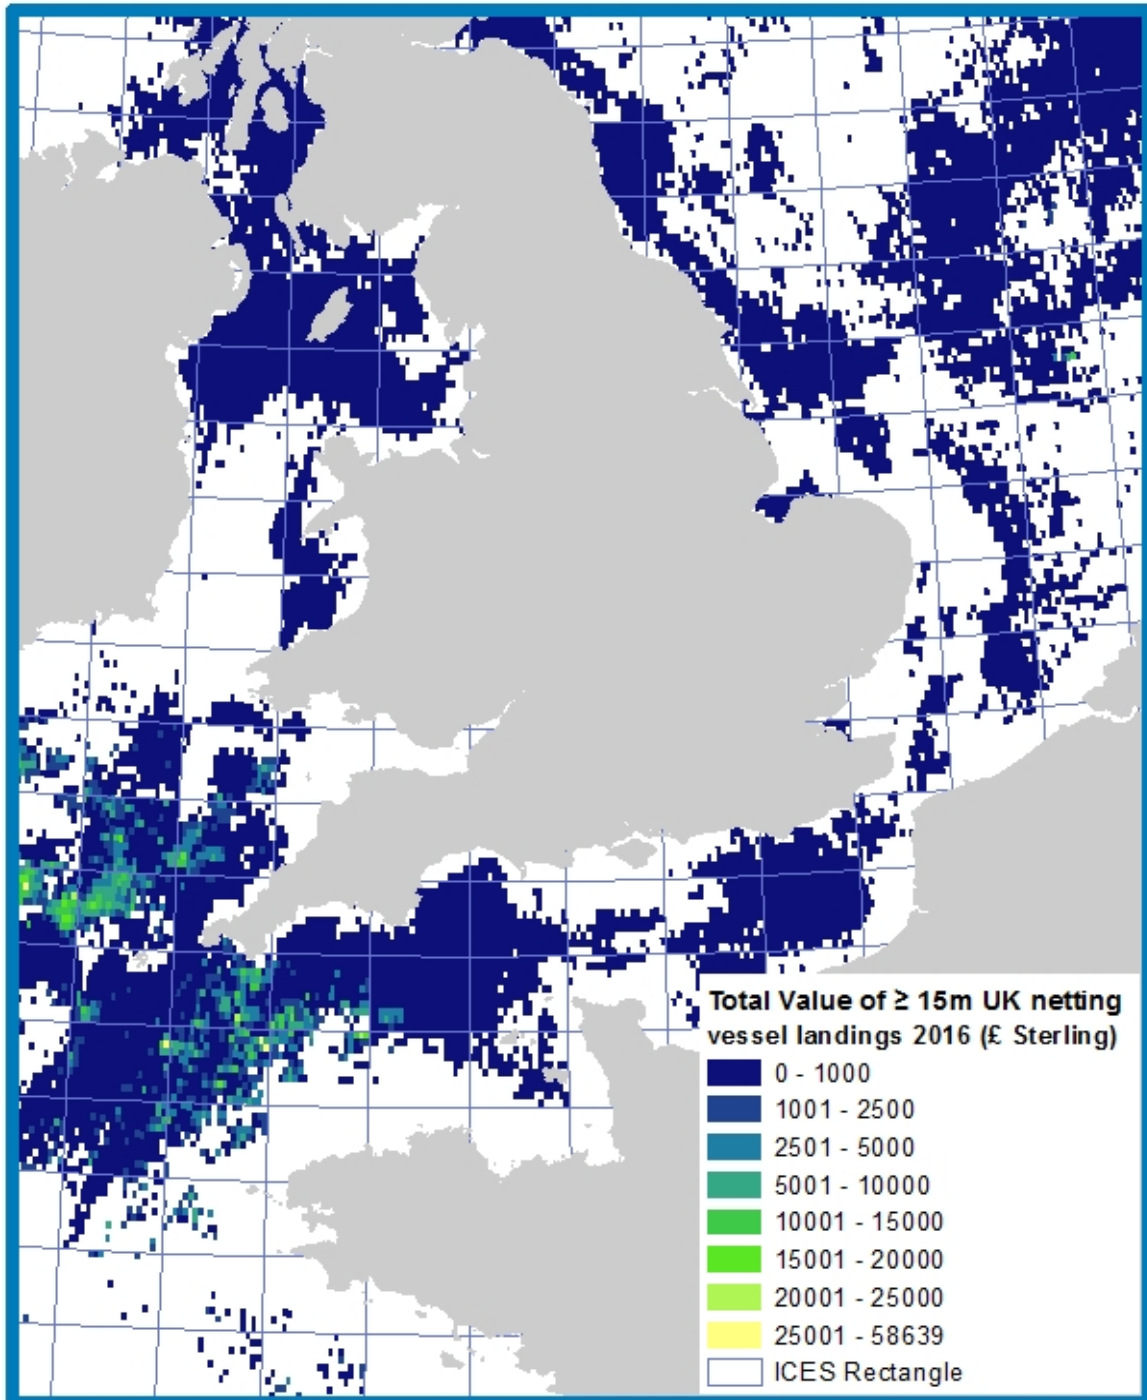 Total Value of ≥ 15m UK netting
vessel landings 2016 (£ Sterling)
0 - 1000
1001 - 2500
2501 - 5000
5001 - 10000
10001 - 15000
15001 - 20000
20001 - 25000
25001 - 58639
ICES Rectangle